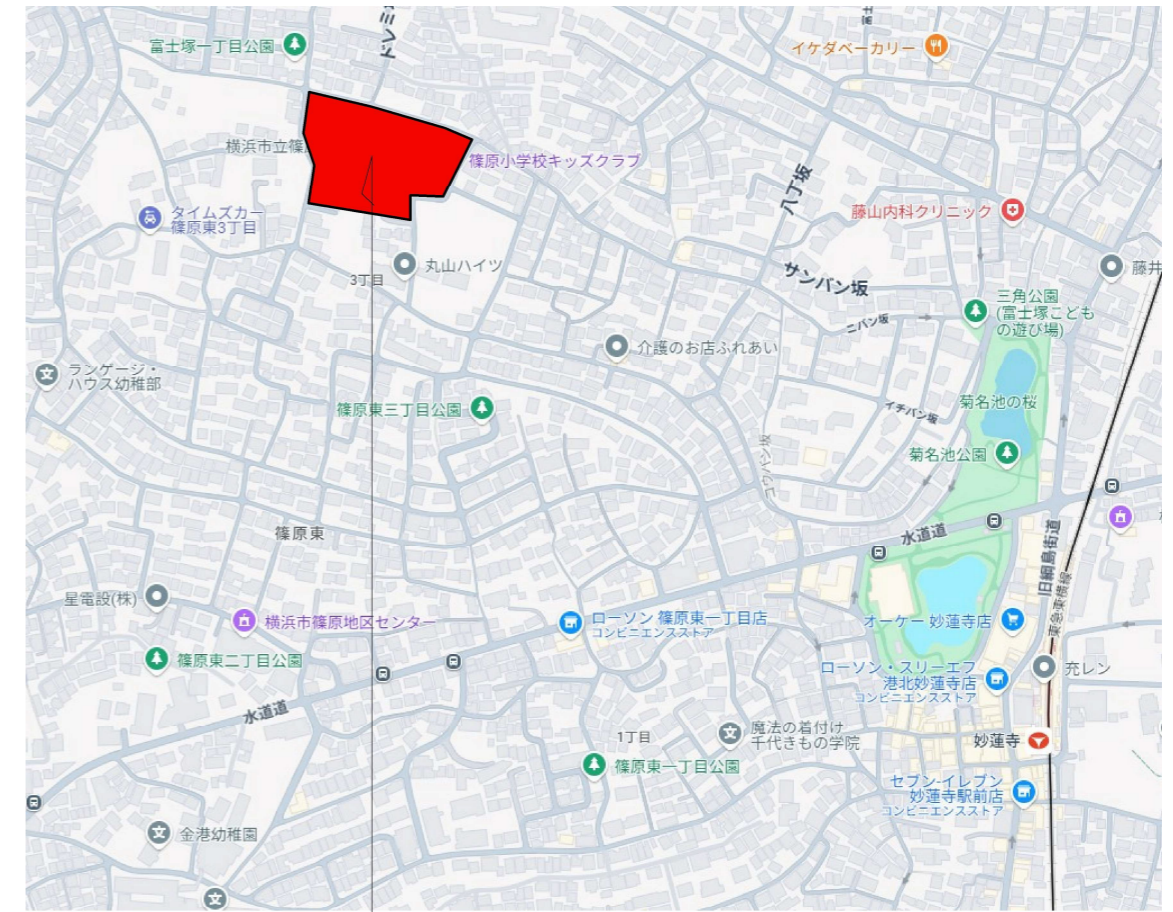 富士塚一丁目公園
ドレミ
イケダベーカリー
横浜市立篠
篠原小学校キッズクラブ
八丁坂
タイムズカー
篠原東3丁目
藤山内科クリニック
3丁目
丸山ハイツ
サンバン坂
藤井
三角公園
(富士塚こども
の遊び場)
ニバン坂
介護のお店ふれあい
ランゲージ・
ハウス幼稚部
篠原東三丁目公園
菊名池の桜
イチバン坂
菊名池公園
コウバン坂
水道道
旧綱島街道
篠原東
東急東横線
星電設(株)
横浜市篠原地区センター
ローソン 篠原東一丁目店
コンビニエンスストア
オーケー 妙蓮寺店
篠原東二丁目公園
ローソン・スリーエフ
港北妙蓮寺店
コンビニエンスストア
充レン
水道道
1丁目
魔法の着付け
千代きもの学院
妙蓮寺
篠原東一丁目公園
セブン-イレブン
妙蓮寺駅前店
コンビニエンスストア
金港幼稚園